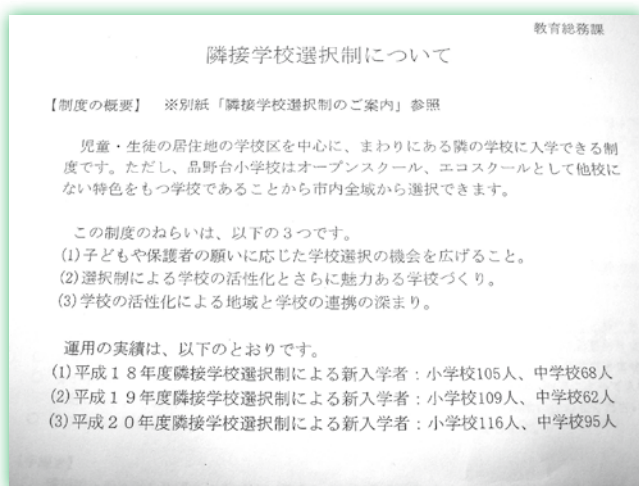 教育総務課
隣接学校選択制について
【制度の概要】　※別紙「隣接学校選択制のご案内」参照
児童・生徒の居住地の学校区を中心に、まわりにある隣の学校に入学できる制
度です。ただし、品野台小学校はオープンスクール、エコスクールとして他校に
ない特色をもつ学校であることから市内全域から選択できます。
この制度のねらいは、以下の３つです。
(1)子どもや保護者の願いに応じた学校選択の機会を広げること。
(2)選択制による学校の活性化とさらに魅力ある学校づくり。
(3)学校の活性化による地域と学校の連携の深まり。
運用の実績は、以下のとおりです。
(1)平成１８年度隣接学校選択制による新入学者：小学校105人、中学校68人
(2)平成１９年度隣接学校選択制による新入学者：小学校109人、中学校62人
(3)平成２０年度隣接学校選択制による新入学者：小学校116人、中学校95人